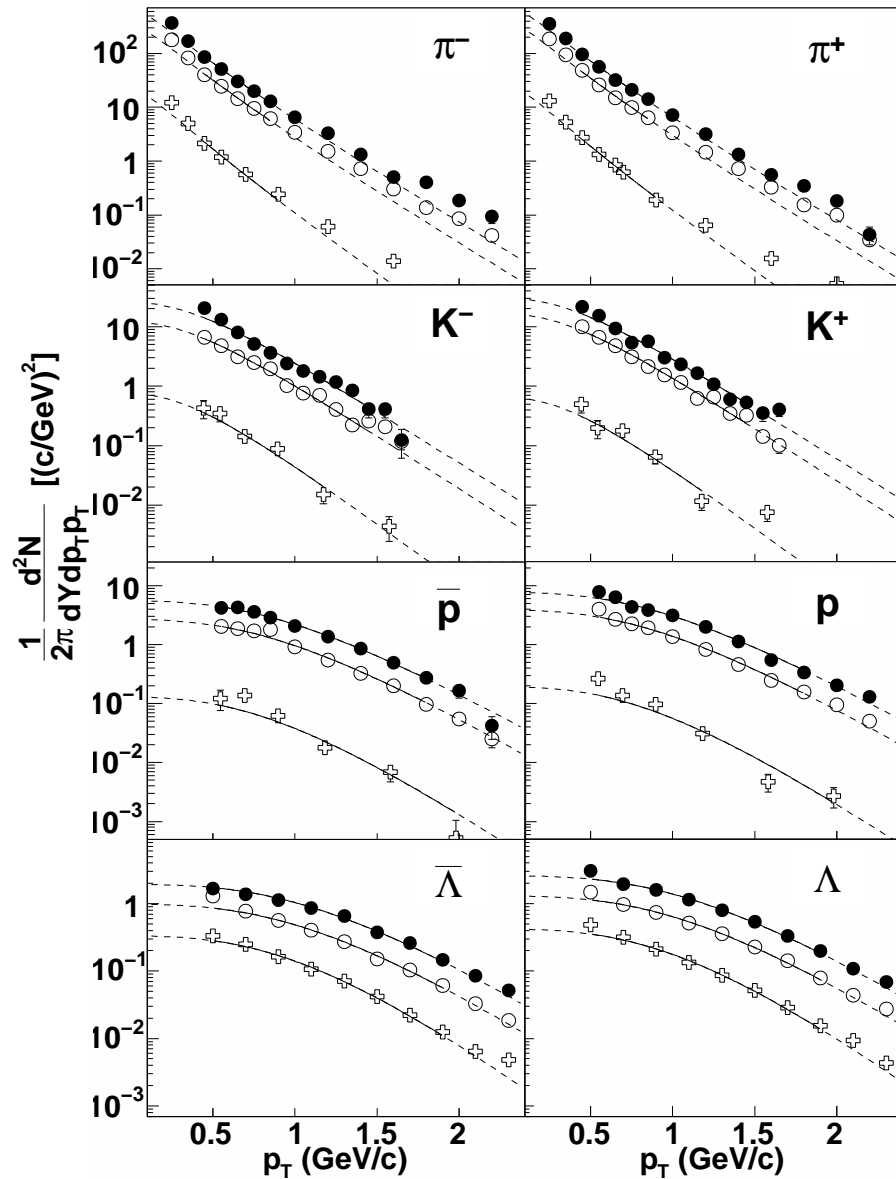 π⁻ π⁺
10²
10
1
10⁻¹
10⁻²
K⁻ K⁺
10
1
10⁻¹
10⁻²
p̅ p
10
1
10⁻¹
10⁻²
10⁻³
Λ̅ Λ
1
10⁻¹
10⁻²
10⁻³
0.5 1 1.5 2 0.5 1 1.5 2
p_T (GeV/c) p_T (GeV/c)
1/2π d²N/dYdp_Tp_T [(c/GeV)²]